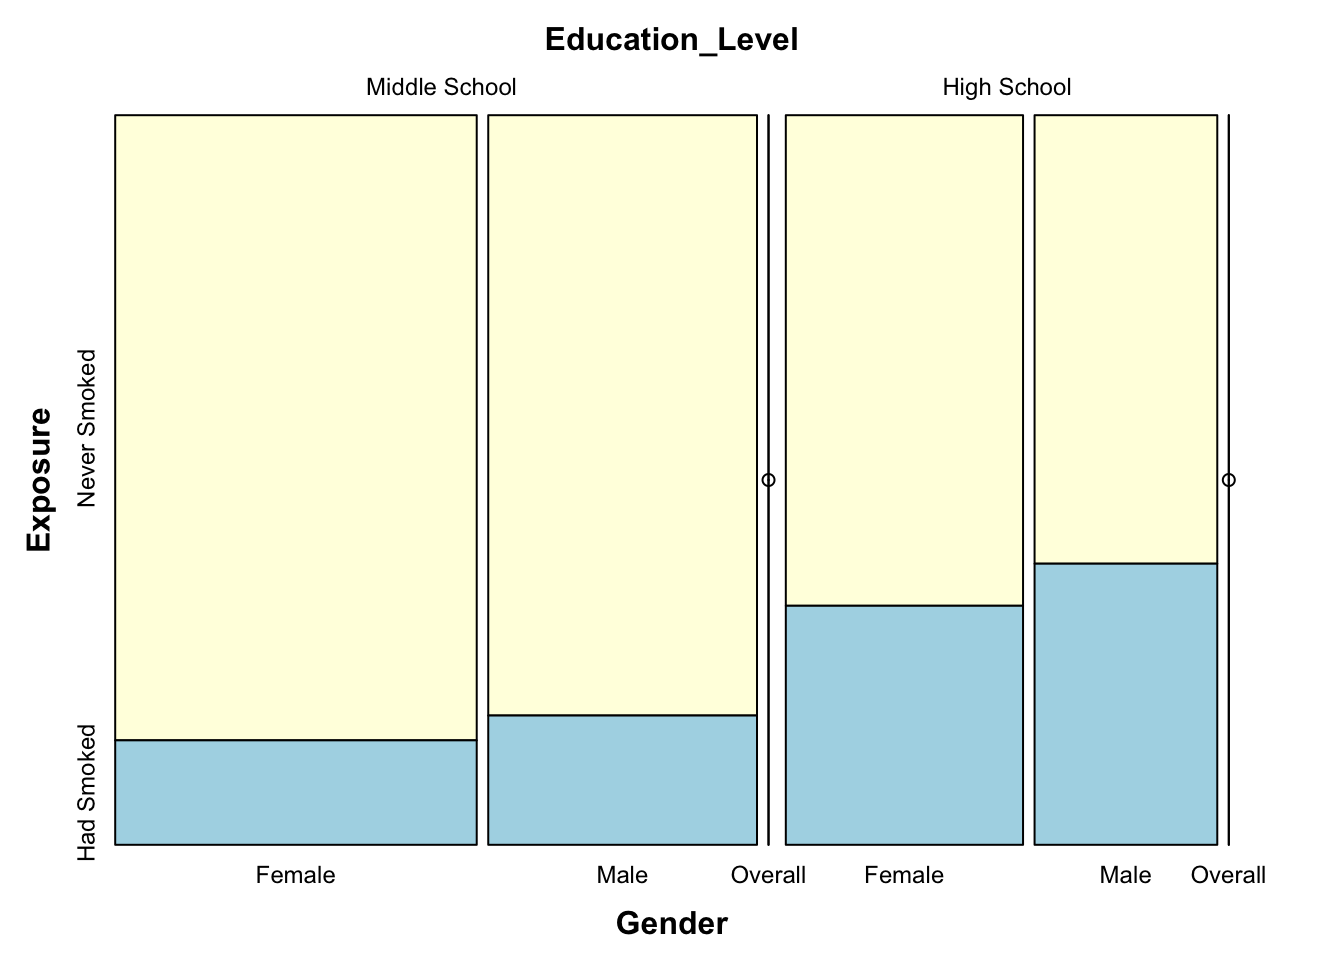 Education_Level
Middle School
High School
Never Smoked
Had Smoked
Exposure
Female
Male
Overall
Female
Male
Overall
Gender